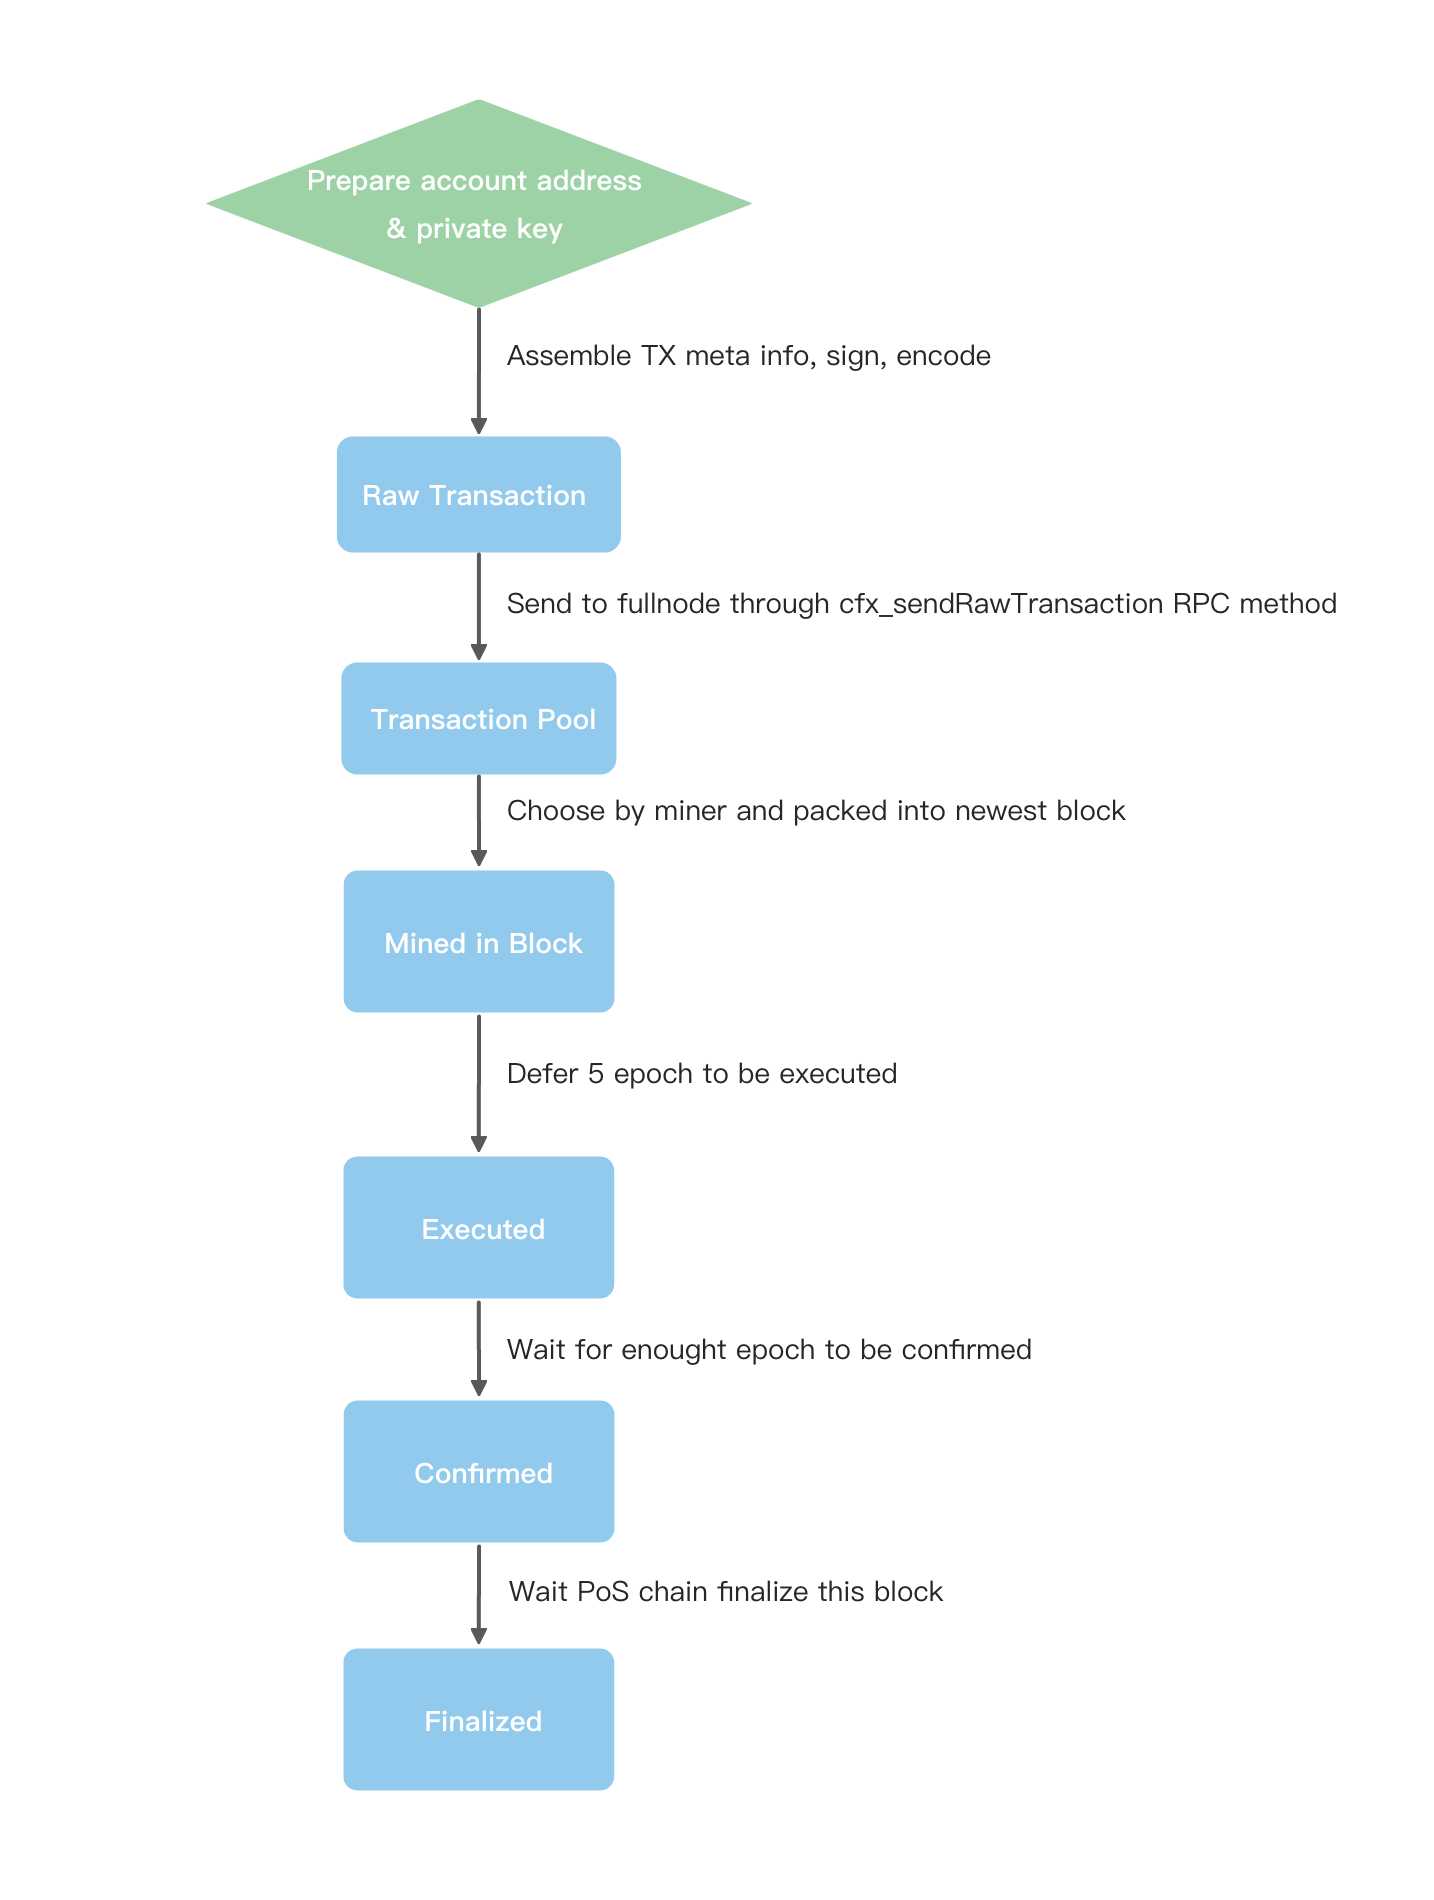 Prepare account address
& private key
Assemble TX meta info, sign, encode
Raw Transaction
Send to fullnode through cfx_sendRawTransaction RPC method
Transaction Pool
Choose by miner and packed into newest block
Mined in Block
Defer 5 epoch to be executed
Executed
Wait for enought epoch to be confirmed
Confirmed
Wait PoS chain finalize this block
Finalized